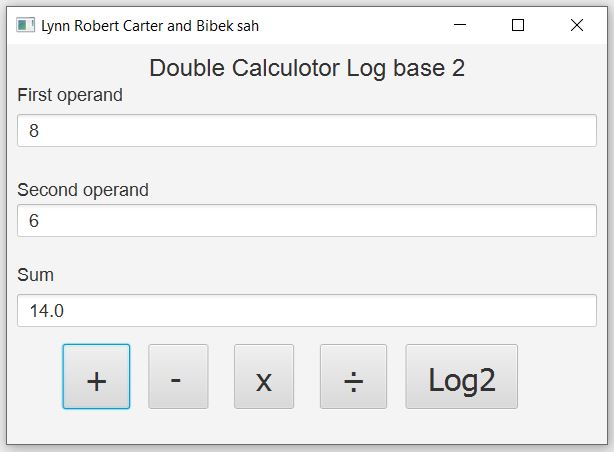 Lynn Robert Carter and Bibek sah
Double Calculotor Log base 2
First operand
8
Second operand
6
Sum
14.0
+ - x ÷ Log2